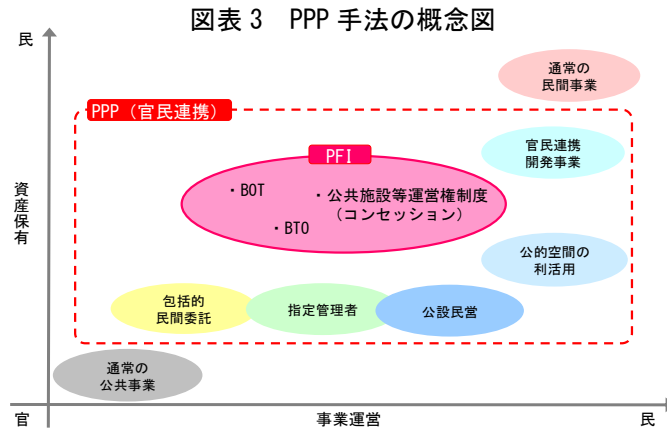 図表3　PPP 手法の概念図
民
通常の
民間事業
PPP（官民連携）
PFI
官民連携
開発事業
・BOT
・公共施設等運営権制度
（コンセッション）
・BTO
資産保有
公的空間の
利活用
包括的
民間委託
指定管理者
公設民営
通常の
公共事業
官
事業運営
民